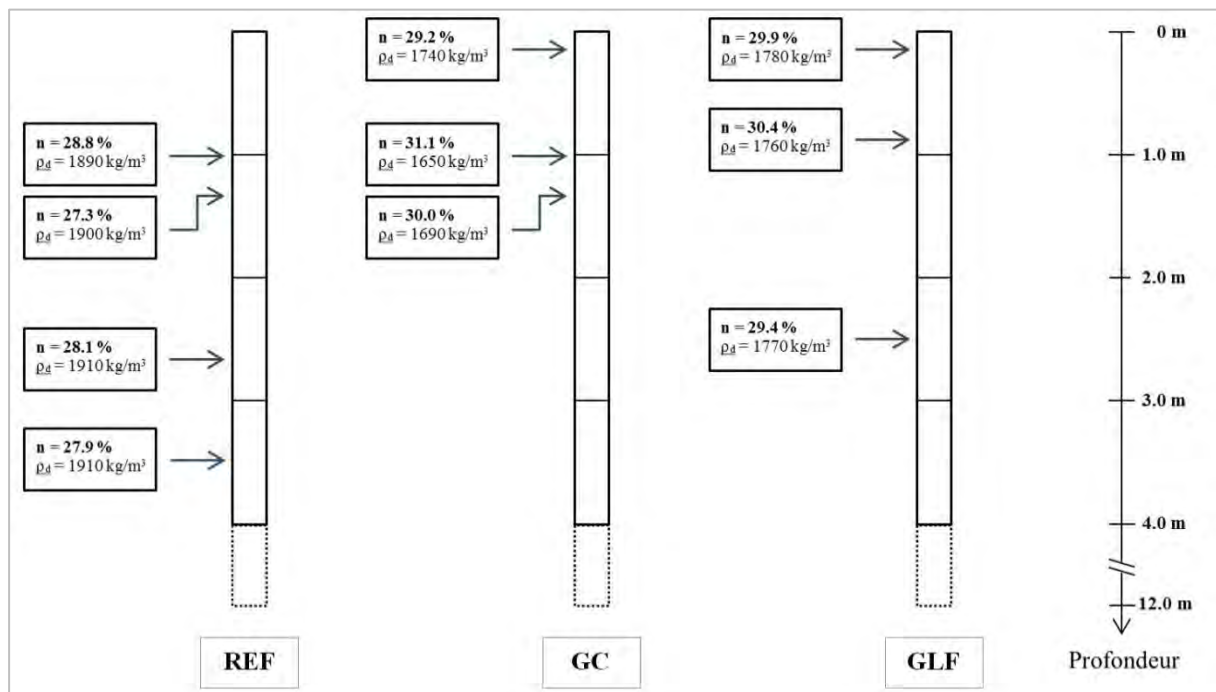 n = 28.8 %
ρd = 1890 kg/m³
n = 27.3 %
ρd = 1900 kg/m³
n = 28.1 %
ρd = 1910 kg/m³
n = 27.9 %
ρd = 1910 kg/m³
REF
n = 29.2 %
ρd = 1740 kg/m³
n = 31.1 %
ρd = 1650 kg/m³
n = 30.0 %
ρd = 1690 kg/m³
GC
n = 29.9 %
ρd = 1780 kg/m³
n = 30.4 %
ρd = 1760 kg/m³
n = 29.4 %
ρd = 1770 kg/m³
GLF
0 m
1.0 m
2.0 m
3.0 m
4.0 m
12.0 m
Profondeur